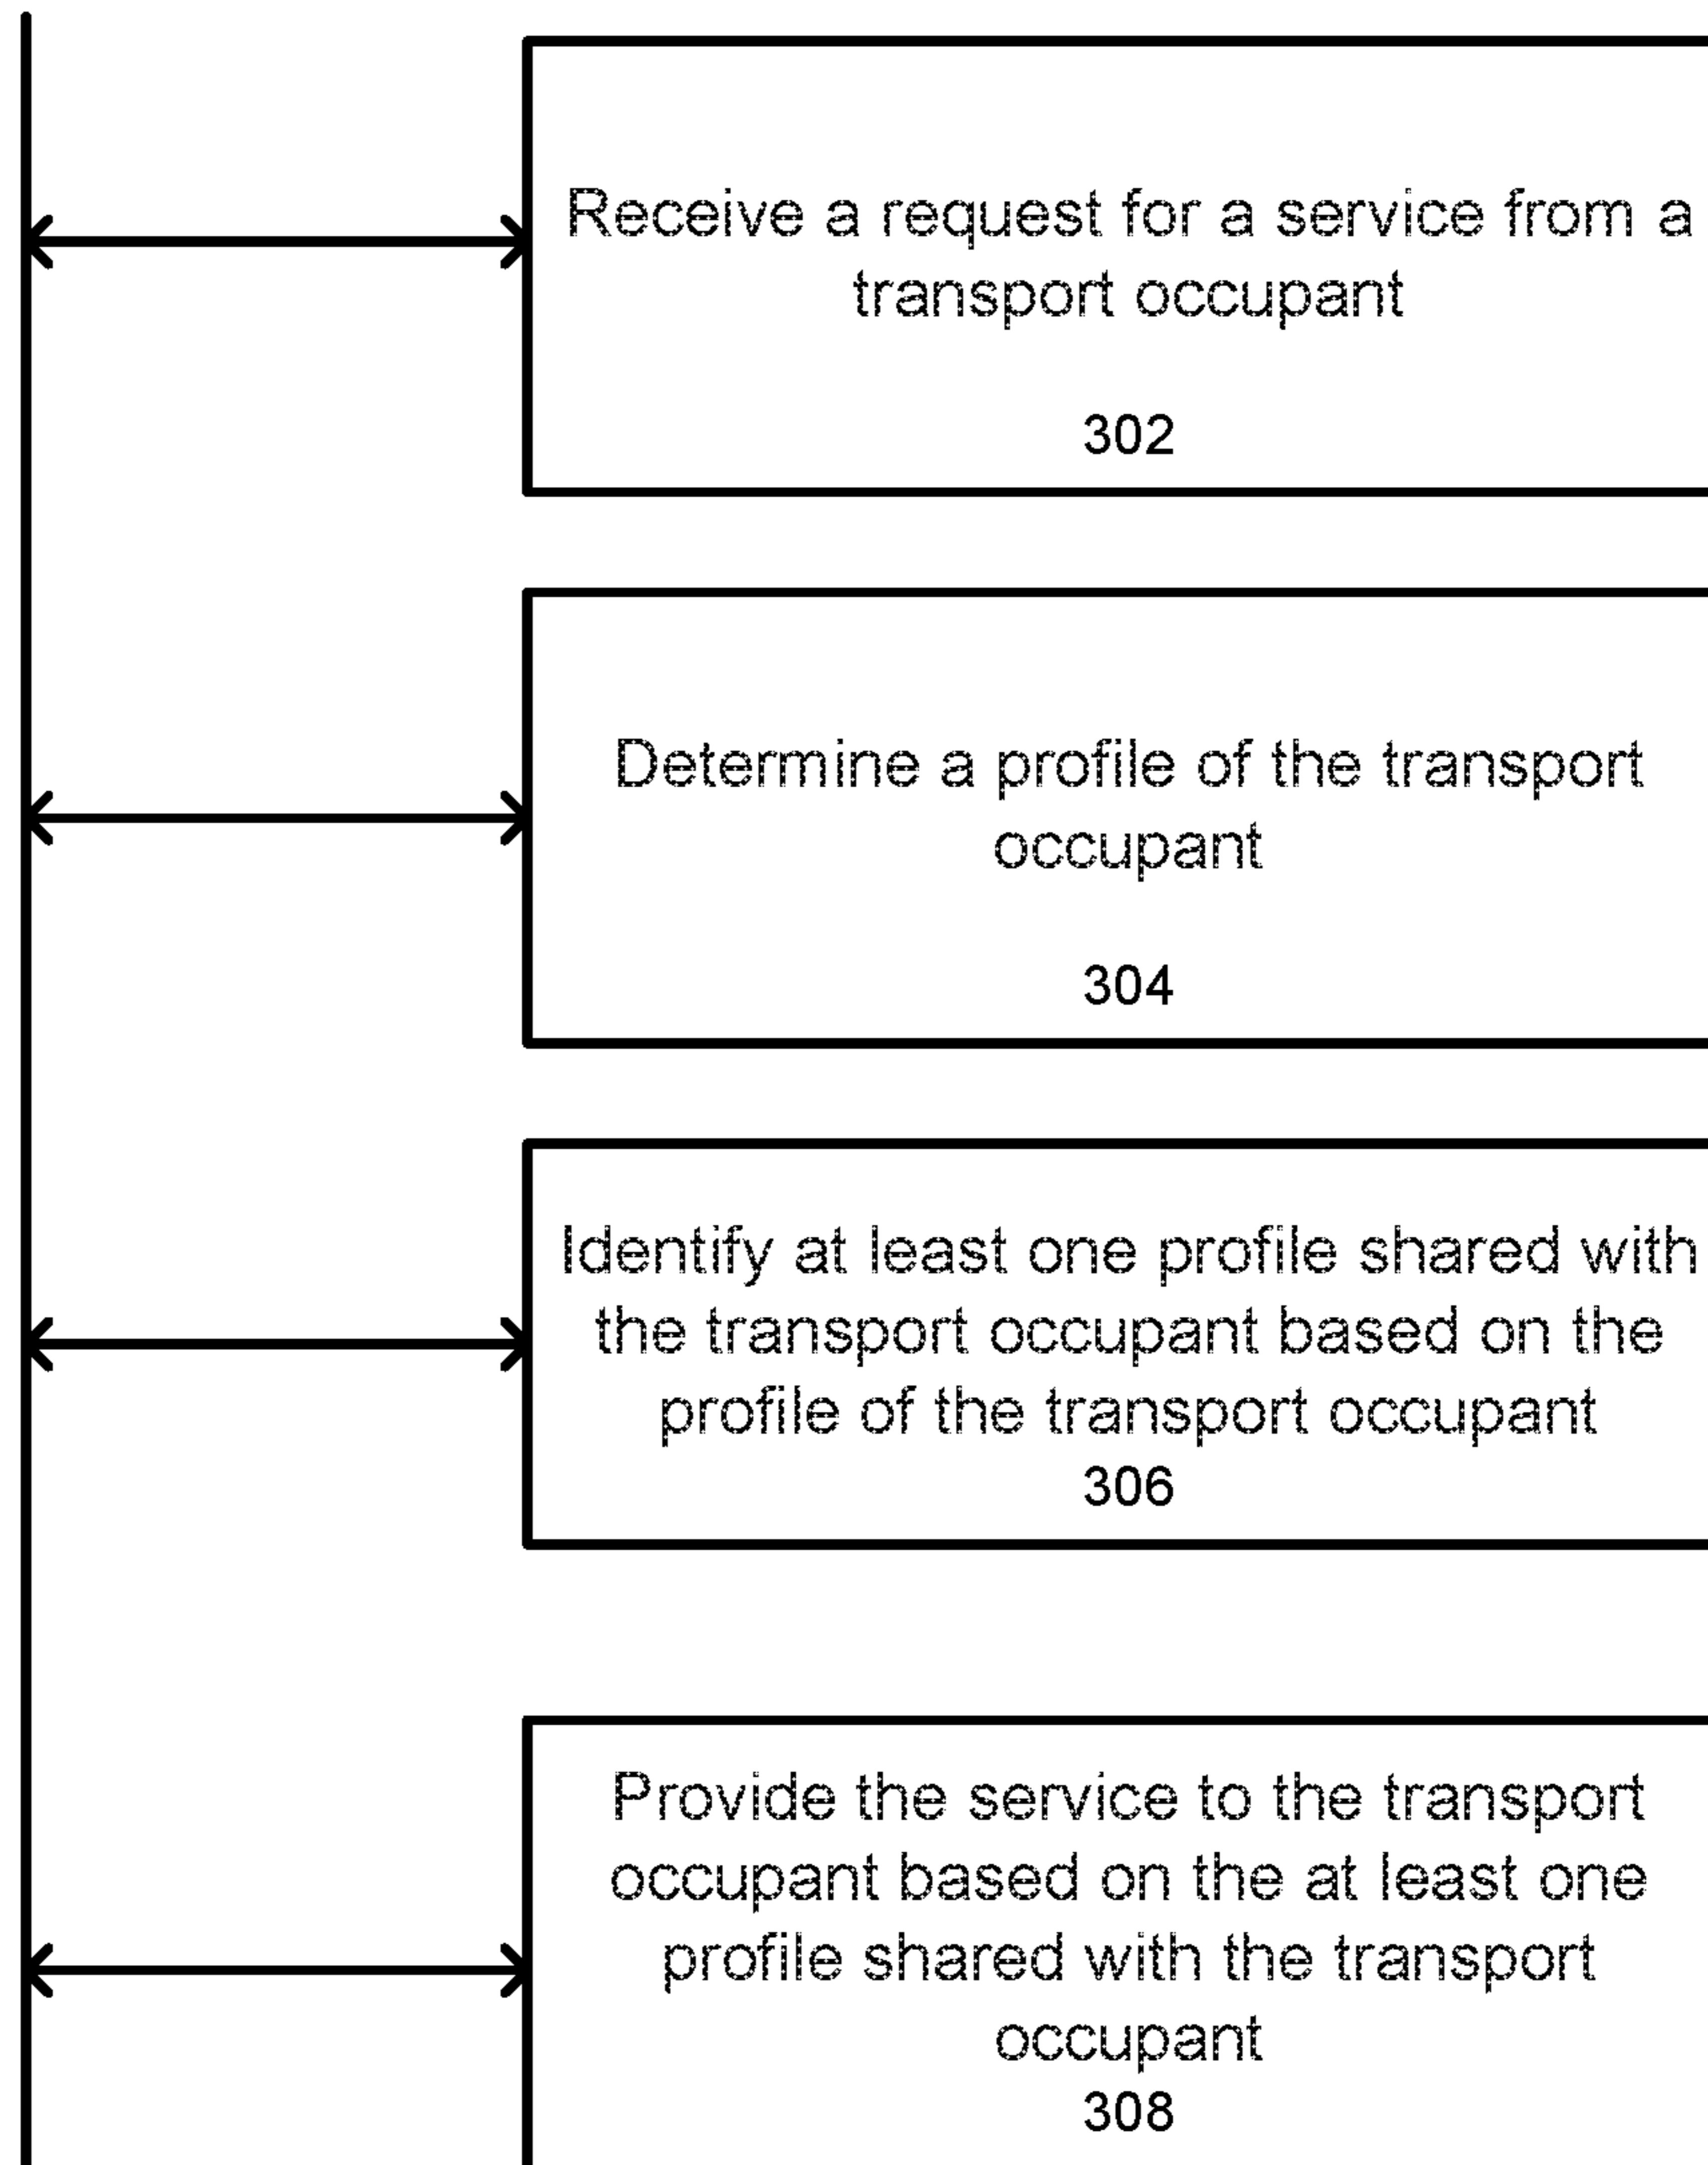 Receive a request for a service from a
transport occupant
302
Determine a profile of the transport
occupant
304
Identify at least one profile shared with
the transport occupant based on the
profile of the transport occupant
306
Provide the service to the transport
occupant based on the at least one
profile shared with the transport
occupant
308